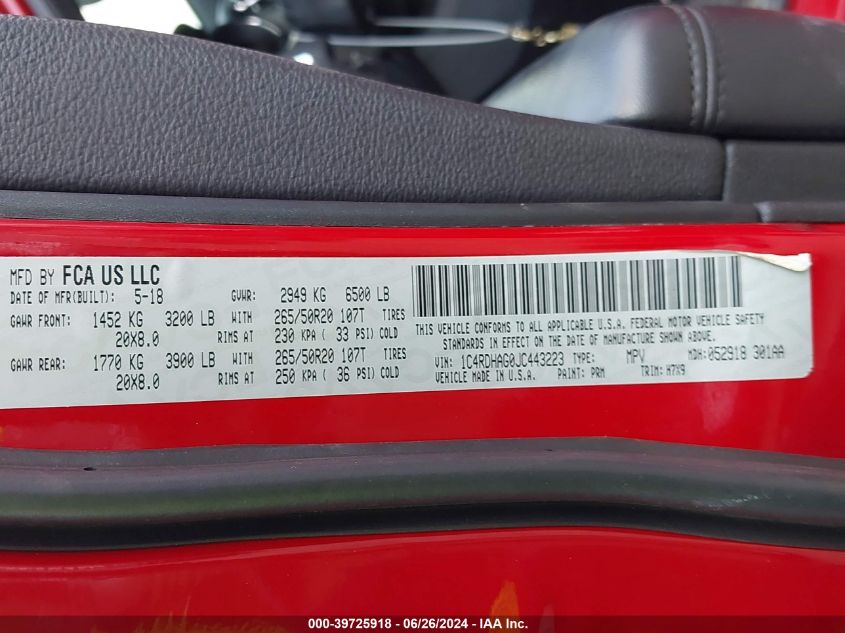 MFD BY FCA US LLC
DATE OF MFR(BUILT): 5-18 GVWR: 2949 KG 6500 LB
GAWR FRONT: 1452 KG 3200 LB WITH 265/50R20 107T TIRES
20X8.0 RIMS AT 230 KPA ( 33 PSI) COLD
GAWR REAR: 1770 KG 3900 LB WITH 265/50R20 107T TIRES
20X8.0 RIMS AT 250 KPA ( 36 PSI) COLD
THIS VEHICLE CONFORMS TO ALL APPLICABLE U.S.A. FEDERAL MOTOR VEHICLE SAFETY
STANDARDS IN EFFECT ON THE DATE OF MANUFACTURE SHOWN ABOVE.
VIN: 1C4RDHAG0JC443223 TYPE: MPV MDH: 052918 301AA
VEHICLE MADE IN U.S.A. PAINT: PRM TRIM: H7X9
000-39725918 - 06/26/2024 - IAA Inc.